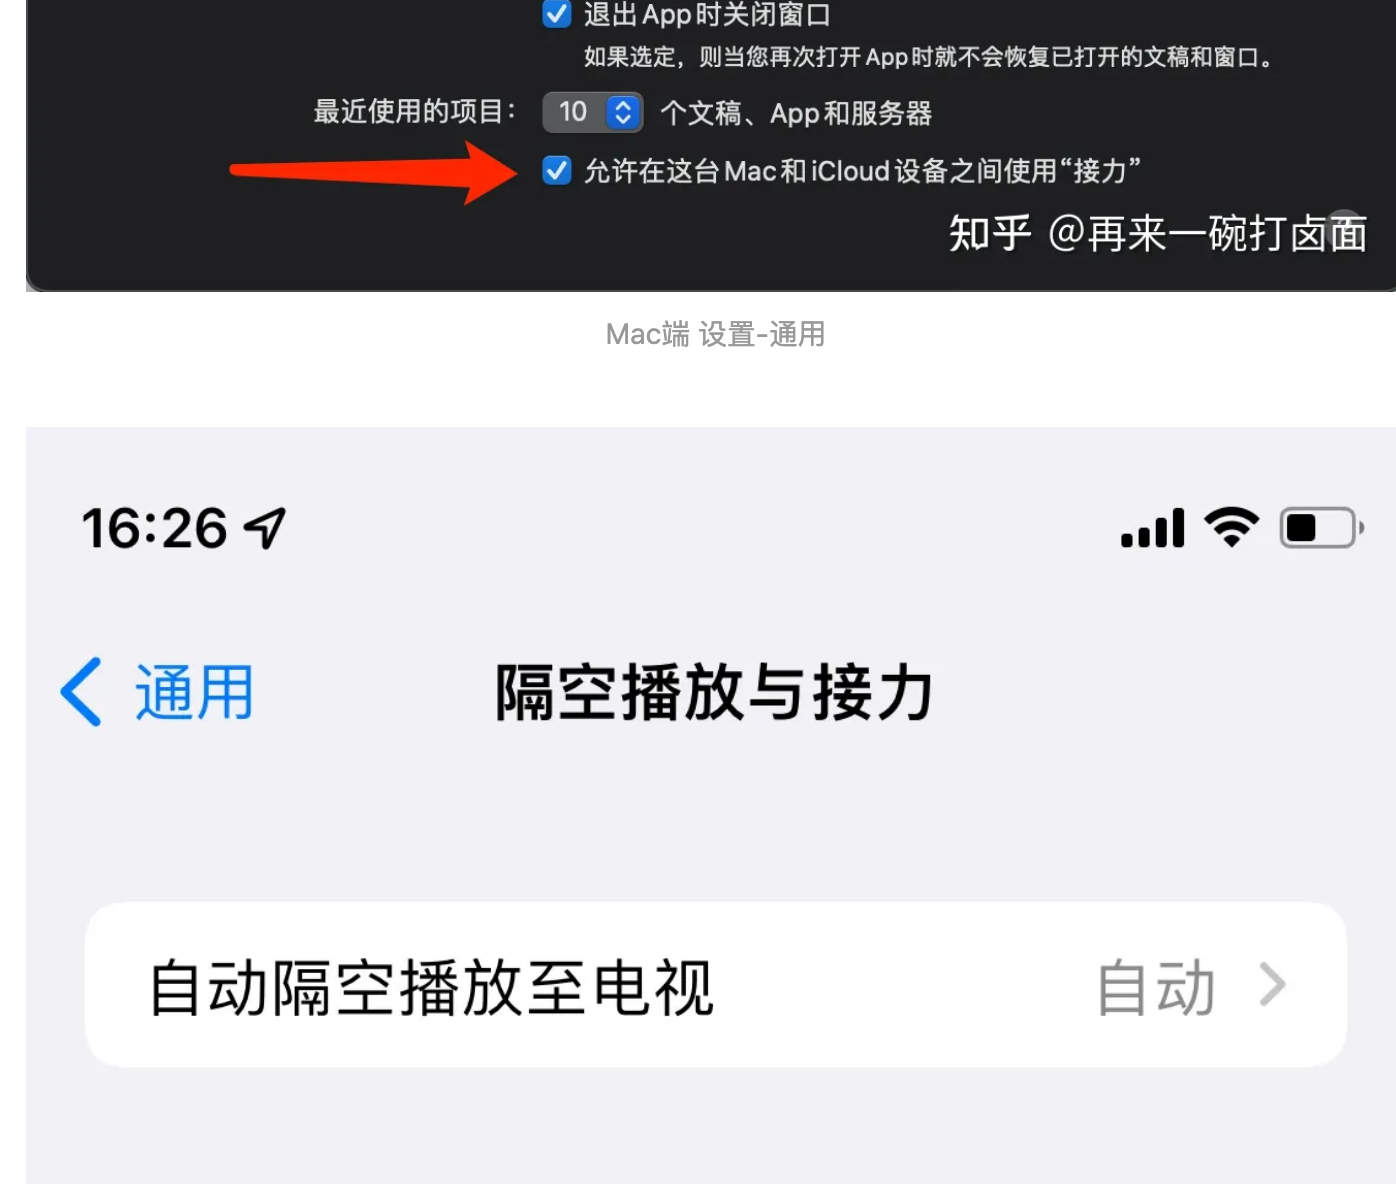 退出App时关闭窗口
如果选定，则当您再次打开App时就不会恢复已打开的文稿和窗口。
最近使用的项目： 10 个文稿、App和服务器
允许在这台Mac和iCloud设备之间使用“接力”
知乎 @再来一碗打卤面
Mac端 设置-通用
16:26
通用 隔空播放与接力
自动隔空播放至电视 自动